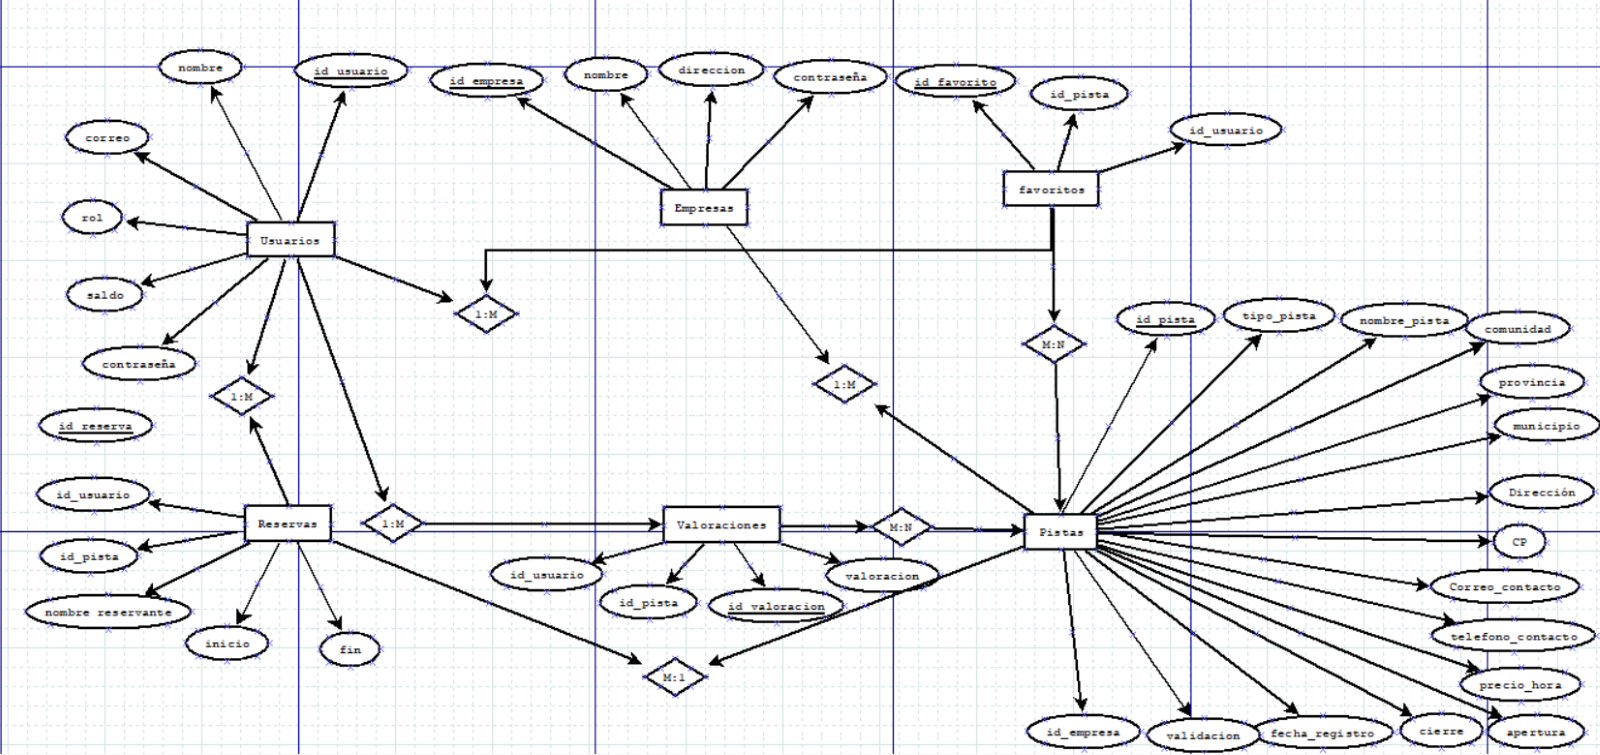 nombre
id_usuario
id_empresa
nombre
direccion
contraseña
id_favorito
id_pista
id_usuario
correo
rol
Usuarios
Empresas
favoritos
saldo
1:M
contraseña
1:M
1:M
M:N
id_pista
tipo_pista
nombre_pista
comunidad
provincia
municipio
id_reserva
id_usuario
Reservas
1:M
Valoraciones
M:N
Pistas
Dirección
CP
id_pista
nombre reservante
inicio
fin
id_usuario
id_pista
id_valoracion
valoracion
Correo_contacto
telefono_contacto
precio_hora
M:1
id_empresa
validacion
fecha_registro
cierre
apertura